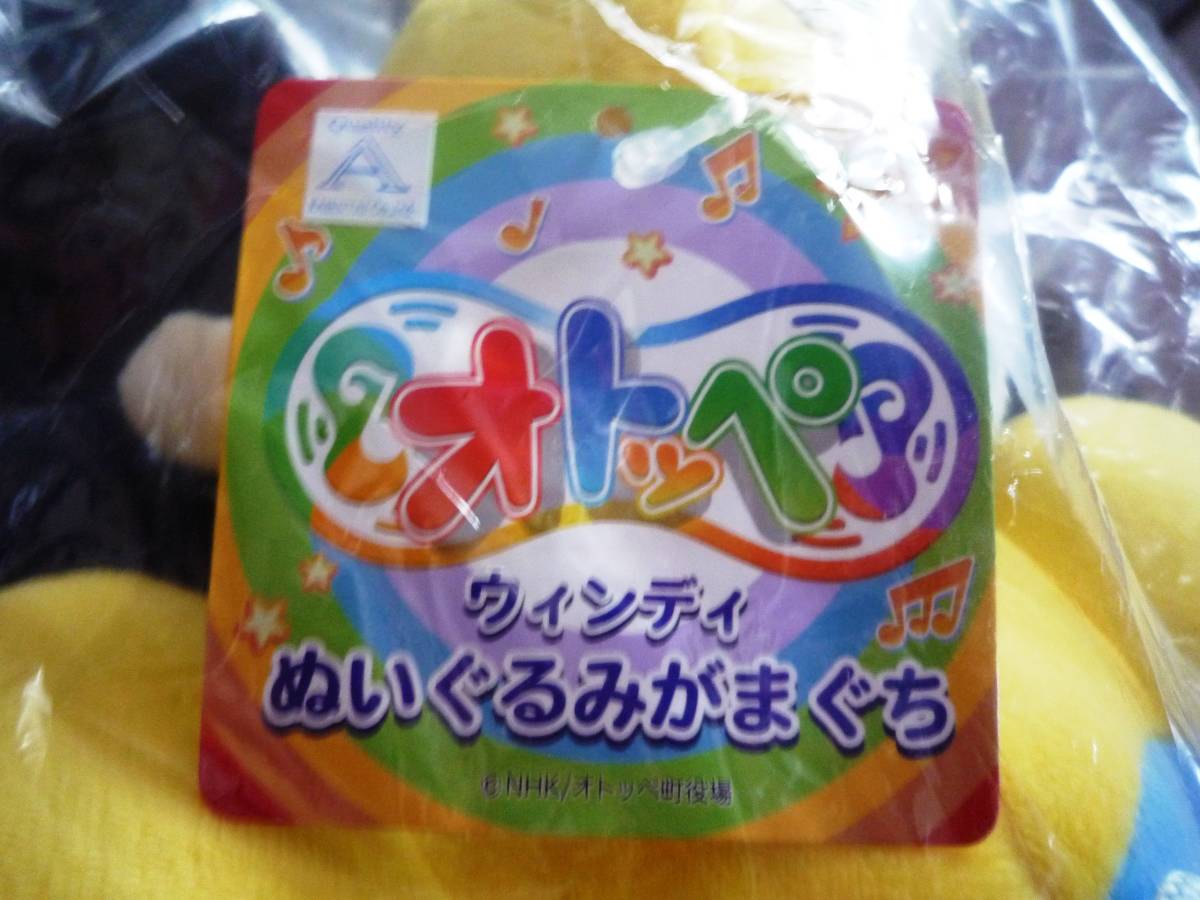 Quality
A
オトッペ
ウィンディ
ぬいぐるみがまぐち
©NHK/オトッペ町役場